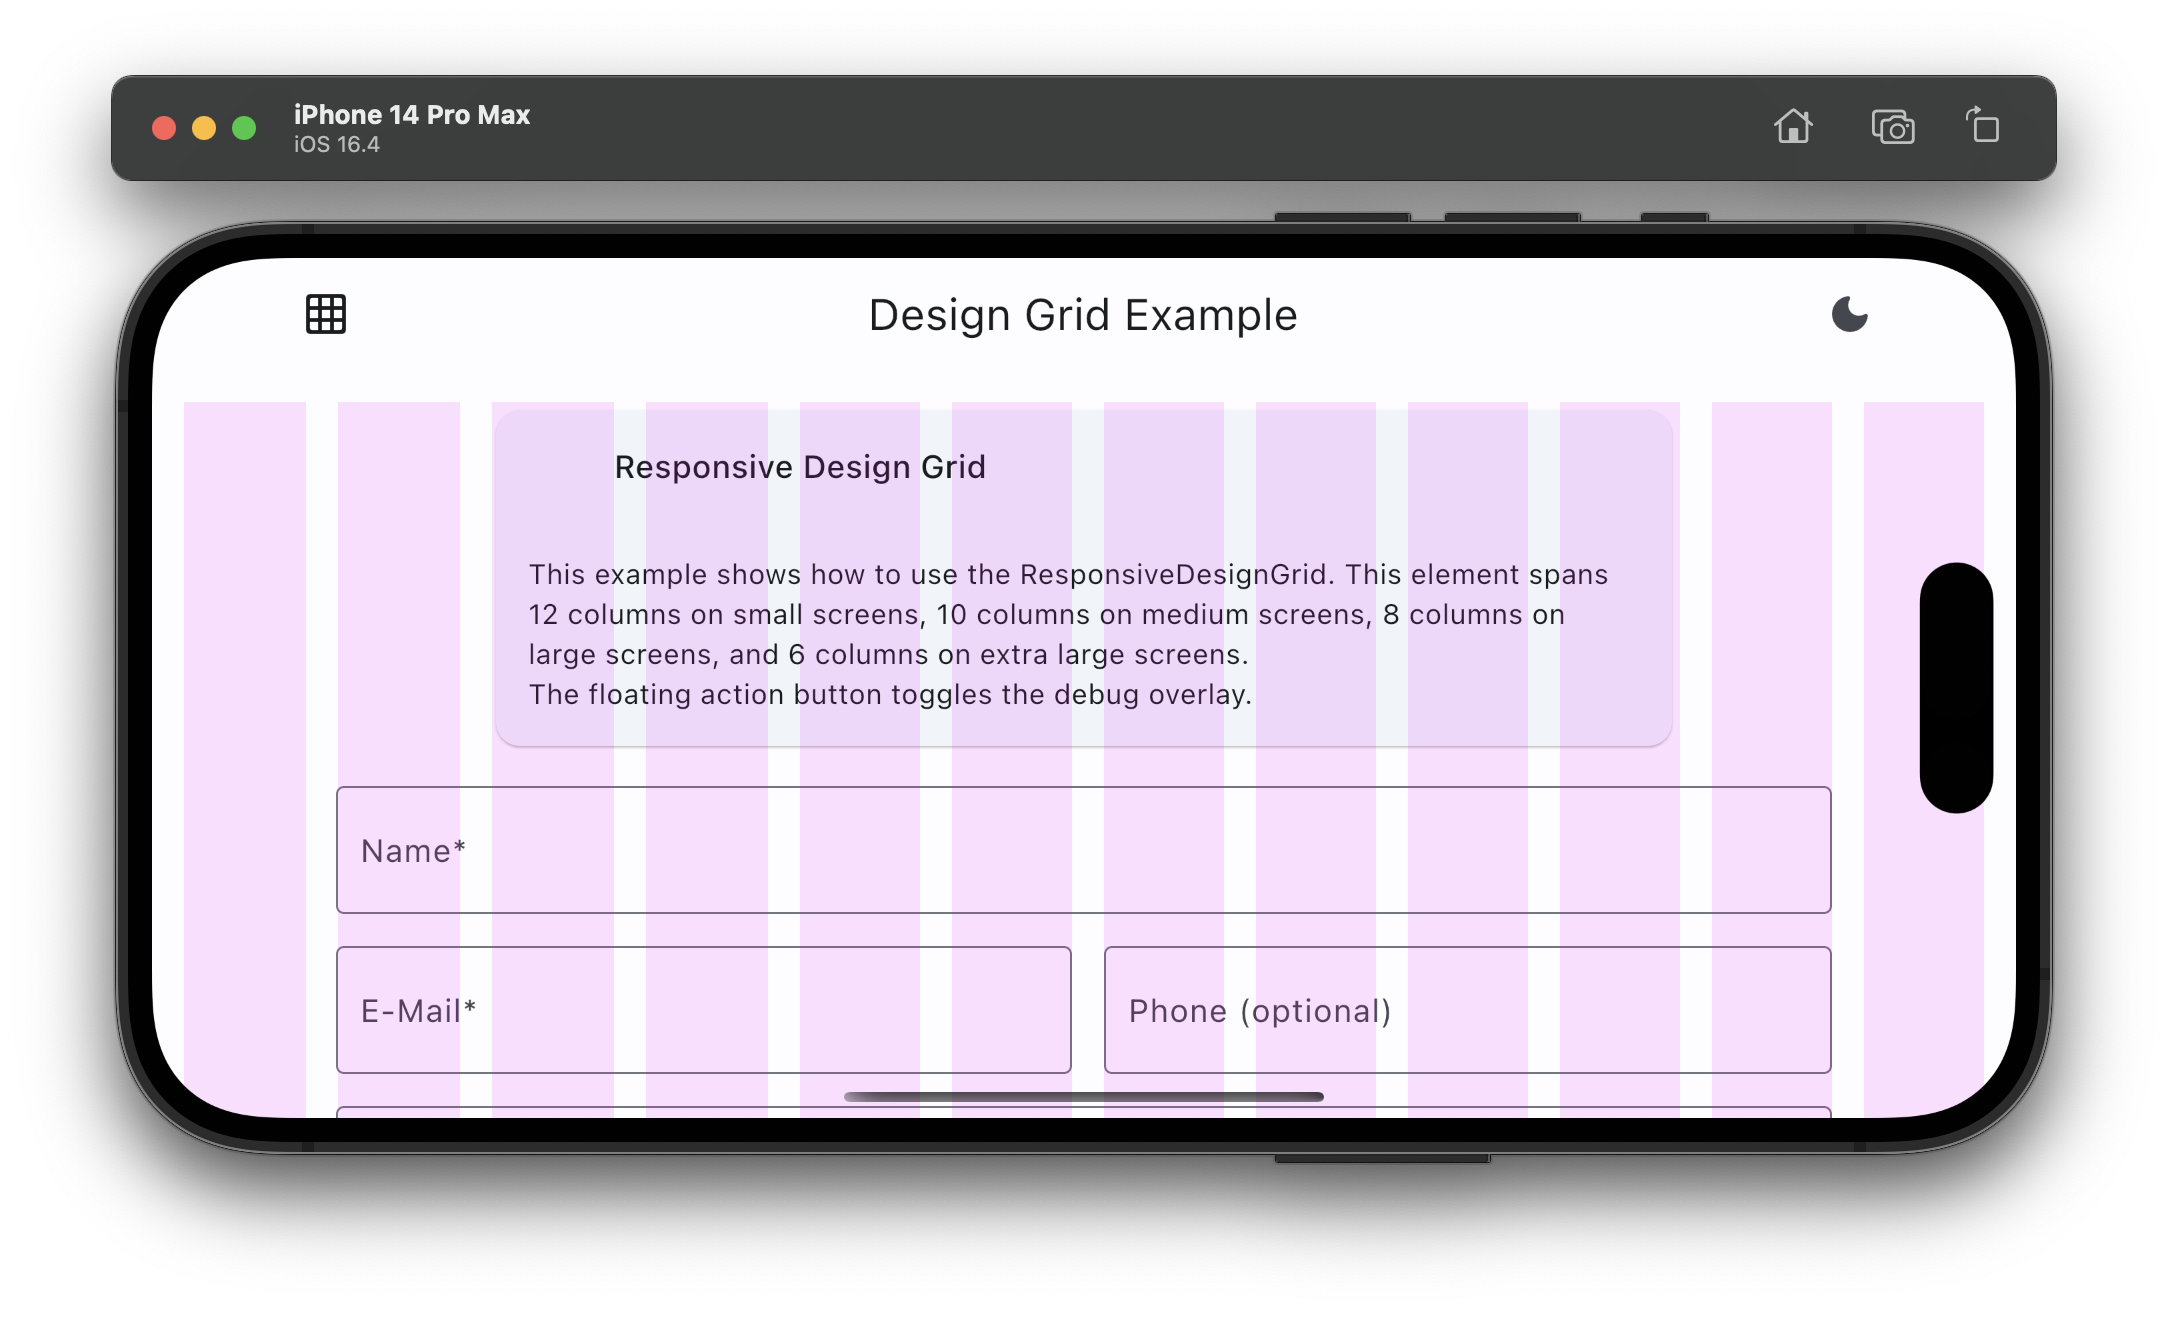 iPhone 14 Pro Max
iOS 16.4
Design Grid Example
Responsive Design Grid
This example shows how to use the ResponsiveDesignGrid. This element spans
12 columns on small screens, 10 columns on medium screens, 8 columns on
large screens, and 6 columns on extra large screens.
The floating action button toggles the debug overlay.
Name*
E-Mail*
Phone (optional)